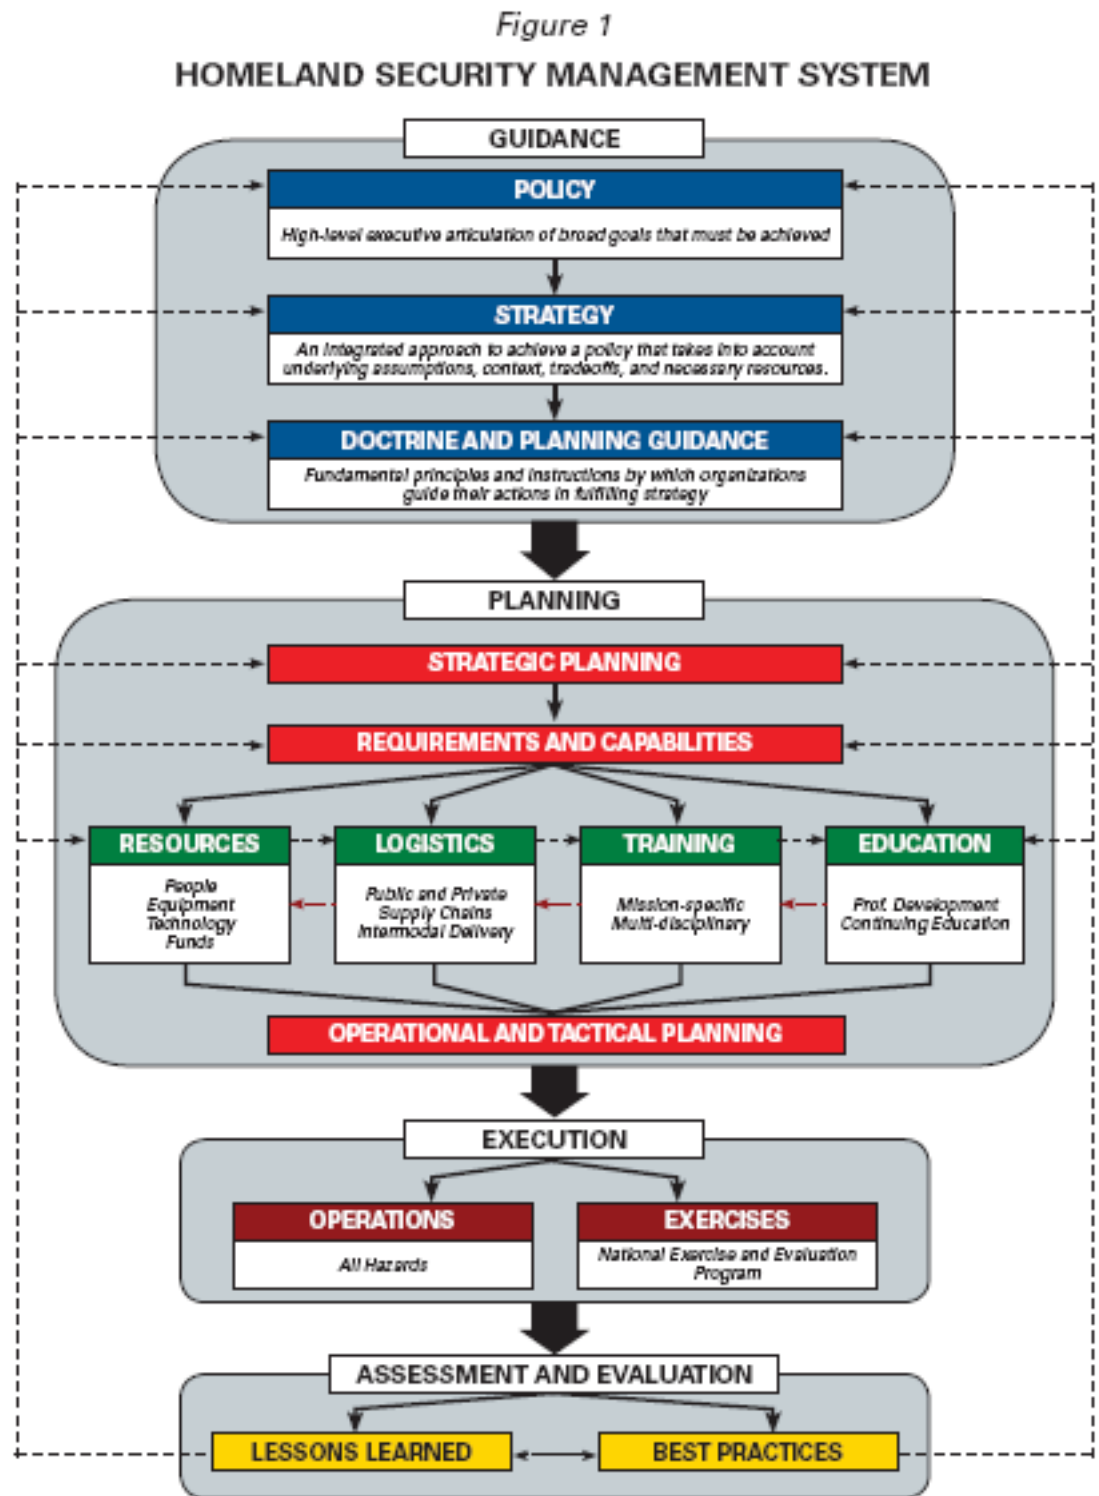 Figure 1
HOMELAND SECURITY MANAGEMENT SYSTEM
GUIDANCE
POLICY
High-level executive articulation of broad goals that must be achieved
STRATEGY
An integrated approach to achieve a policy that takes into account
underlying assumptions, context, tradeoffs, and necessary resources.
DOCTRINE AND PLANNING GUIDANCE
Fundamental principles and instructions by which organizations
guide their actions in fulfilling strategy
PLANNING
STRATEGIC PLANNING
REQUIREMENTS AND CAPABILITIES
RESOURCES
People
Equipment
Technology
Funds
LOGISTICS
Public and Private
Supply Chains
Intermodal Delivery
TRAINING
Mission-specific
Multi-disciplinary
EDUCATION
Prof. Development
Continuing Education
OPERATIONAL AND TACTICAL PLANNING
EXECUTION
OPERATIONS
All Hazards
EXERCISES
National Exercise and Evaluation
Program
ASSESSMENT AND EVALUATION
LESSONS LEARNED
BEST PRACTICES